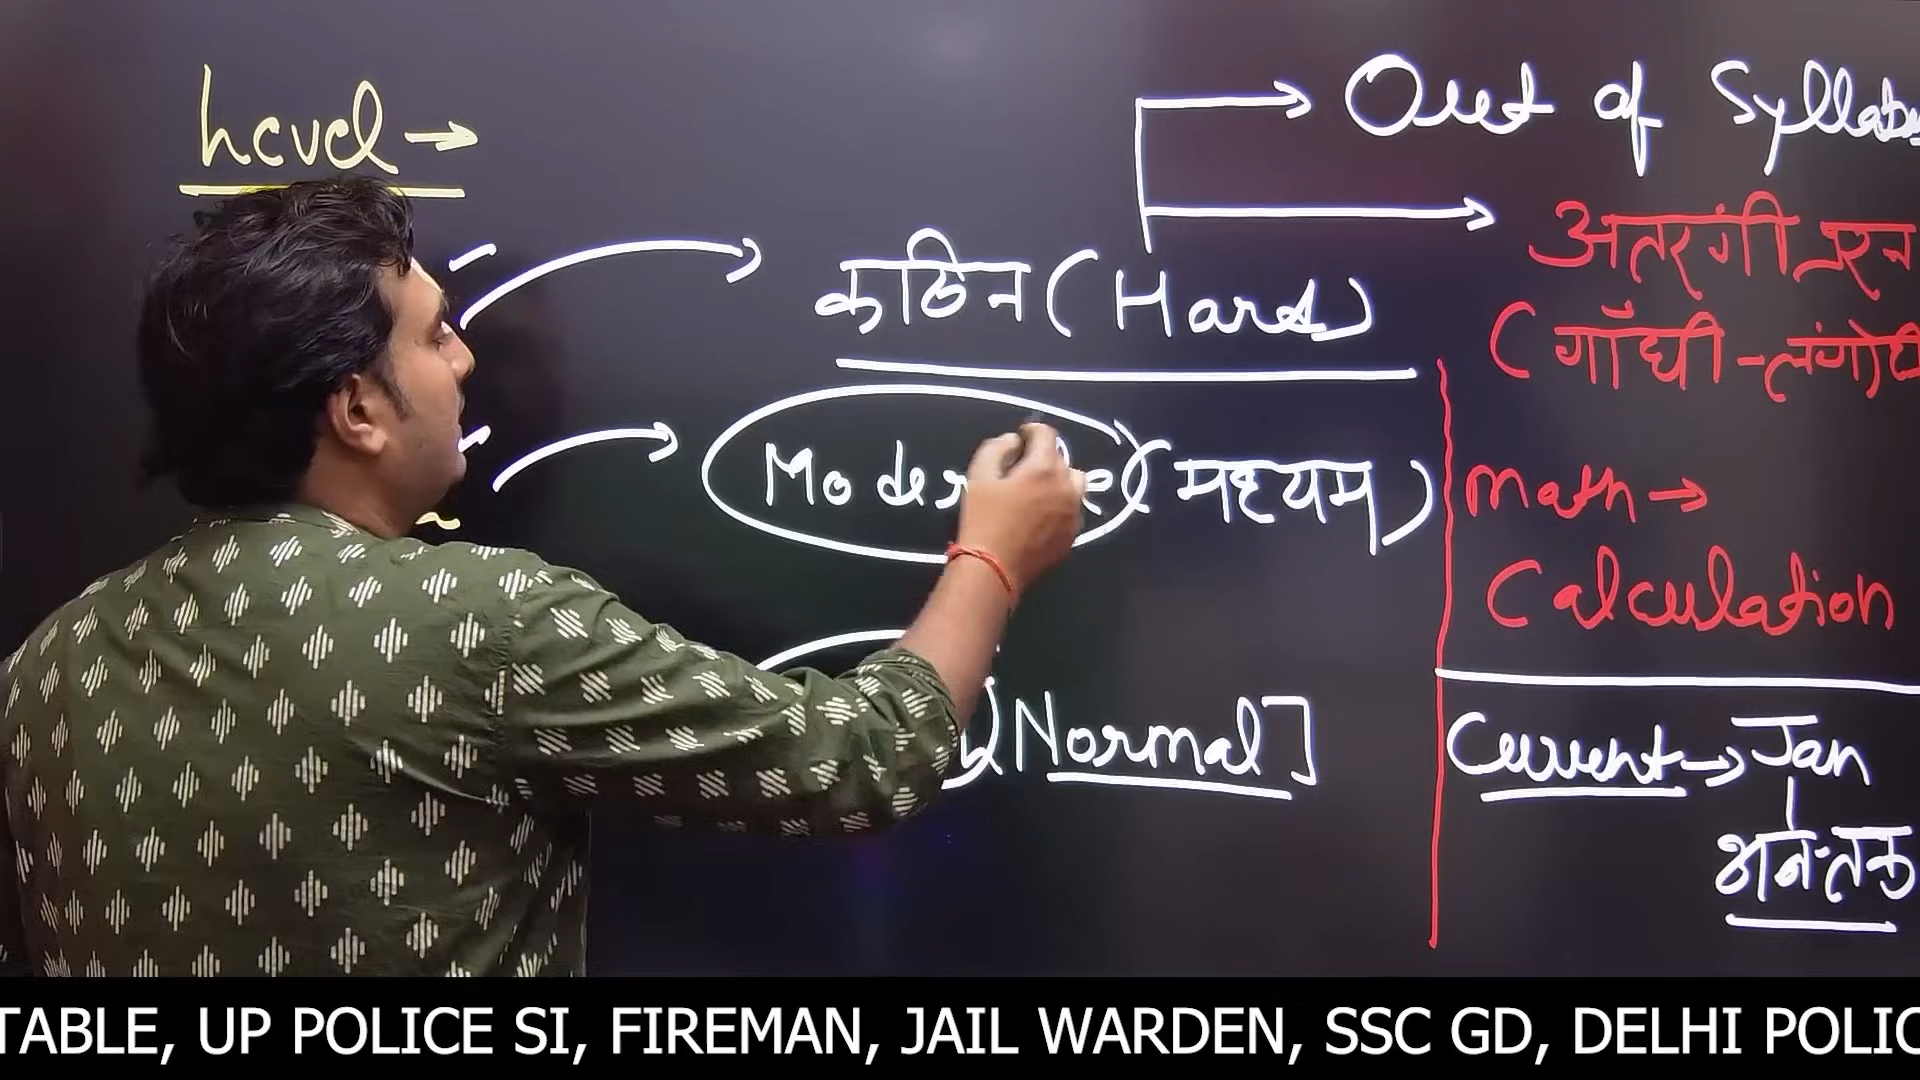 Level →
Out of Syllabus
अतरंगी प्रश्न
कठिन (Hard)
(गाँधी - लंगोटी
Moderate (मध्यम)
Math →
Calculation
[Normal]
Current → Jan
अब-तक
TABLE, UP POLICE SI, FIREMAN, JAIL WARDEN, SSC GD, DELHI POLIC